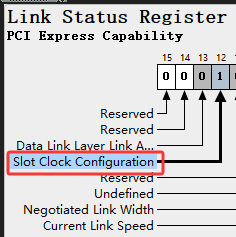 Link Status Register
PCI Express Capability
15 14 13 12
0 0 0 1
Reserved
Reserved
Data Link Layer Link A...
Slot Clock Configuration
Reserved
Undefined
Negotiated Link Width
Current Link Speed